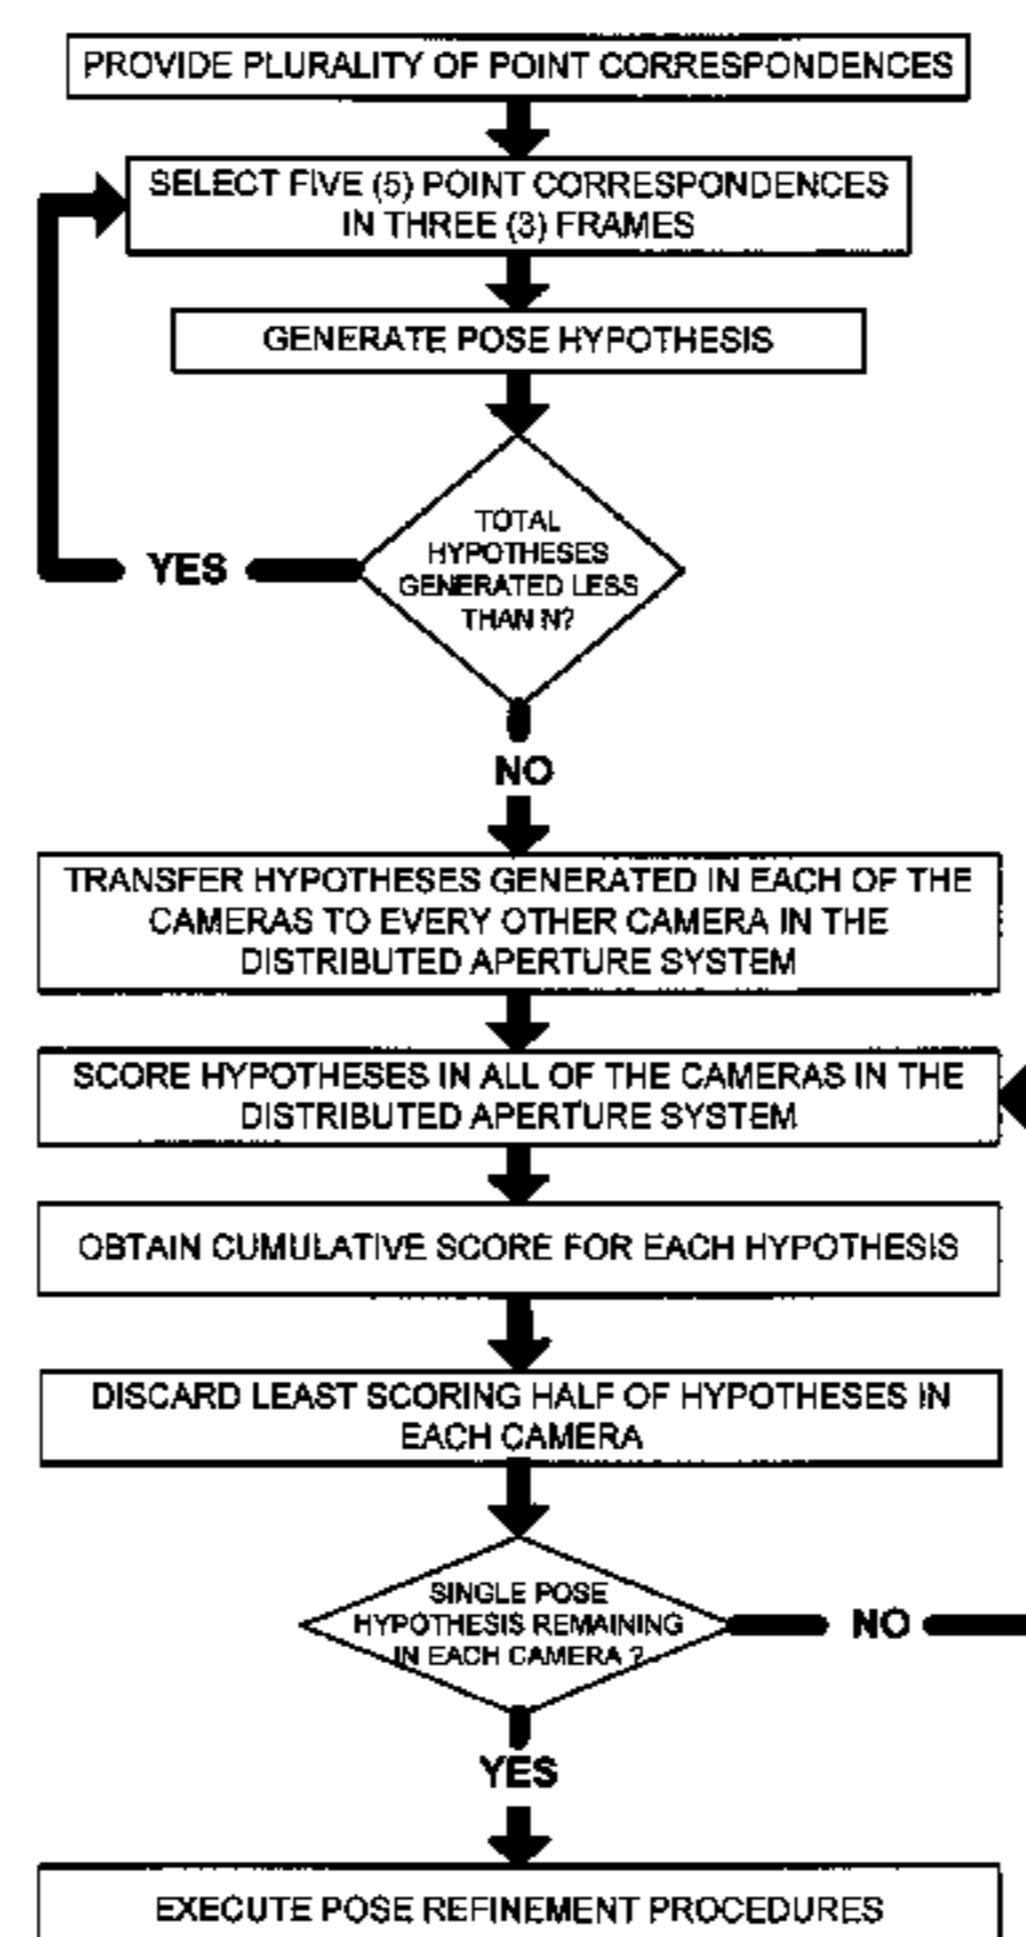 PROVIDE PLURALITY OF POINT CORRESPONDENCES
SELECT FIVE (5) POINT CORRESPONDENCES
IN THREE (3) FRAMES
GENERATE POSE HYPOTHESIS
TOTAL
HYPOTHESES
GENERATED LESS
THAN N?
YES
NO
TRANSFER HYPOTHESES GENERATED IN EACH OF THE
CAMERAS TO EVERY OTHER CAMERA IN THE
DISTRIBUTED APERTURE SYSTEM
SCORE HYPOTHESES IN ALL OF THE CAMERAS IN THE
DISTRIBUTED APERTURE SYSTEM
OBTAIN CUMULATIVE SCORE FOR EACH HYPOTHESIS
DISCARD LEAST SCORING HALF OF HYPOTHESES IN
EACH CAMERA
SINGLE POSE
HYPOTHESIS REMAINING
IN EACH CAMERA ?
NO
YES
EXECUTE POSE REFINEMENT PROCEDURES